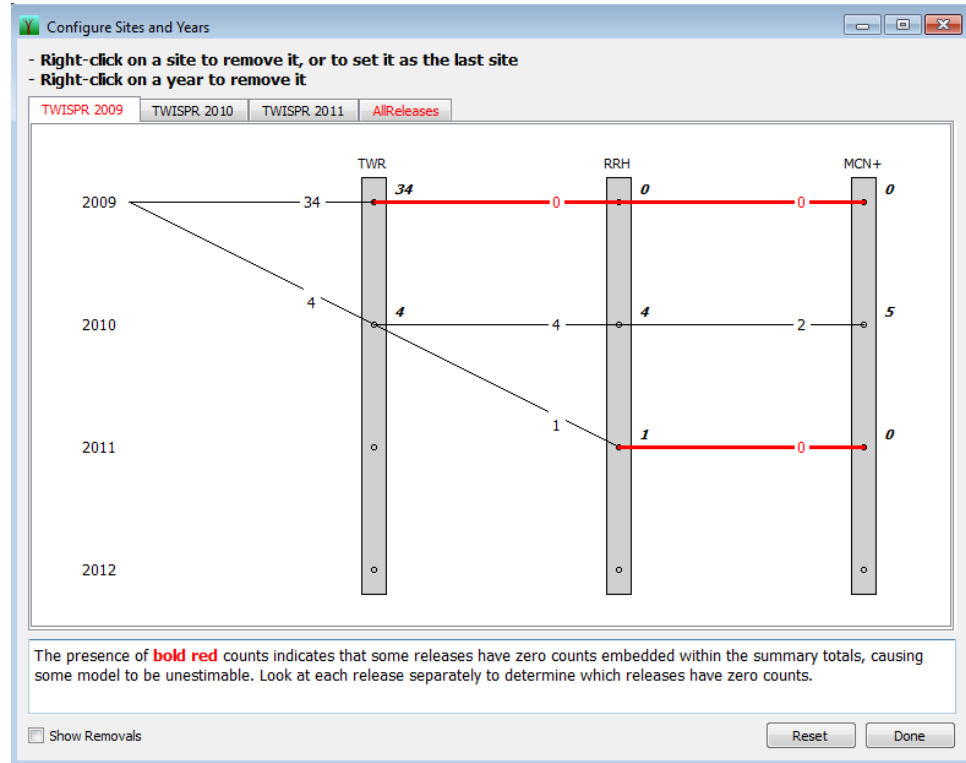 Configure Sites and Years
- Right-click on a site to remove it, or to set it as the last site
- Right-click on a year to remove it
TWISPR 2009 TWISPR 2010 TWISPR 2011 AllReleases
TWR RRH MCN+
34 0 0
2009 34 0 0
4
4 4 5
2010 4 2
1
1 0
2011 0
2012
The presence of bold red counts indicates that some releases have zero counts embedded within the summary totals, causing
some model to be unestimable. Look at each release separately to determine which releases have zero counts.
Show Removals Reset Done